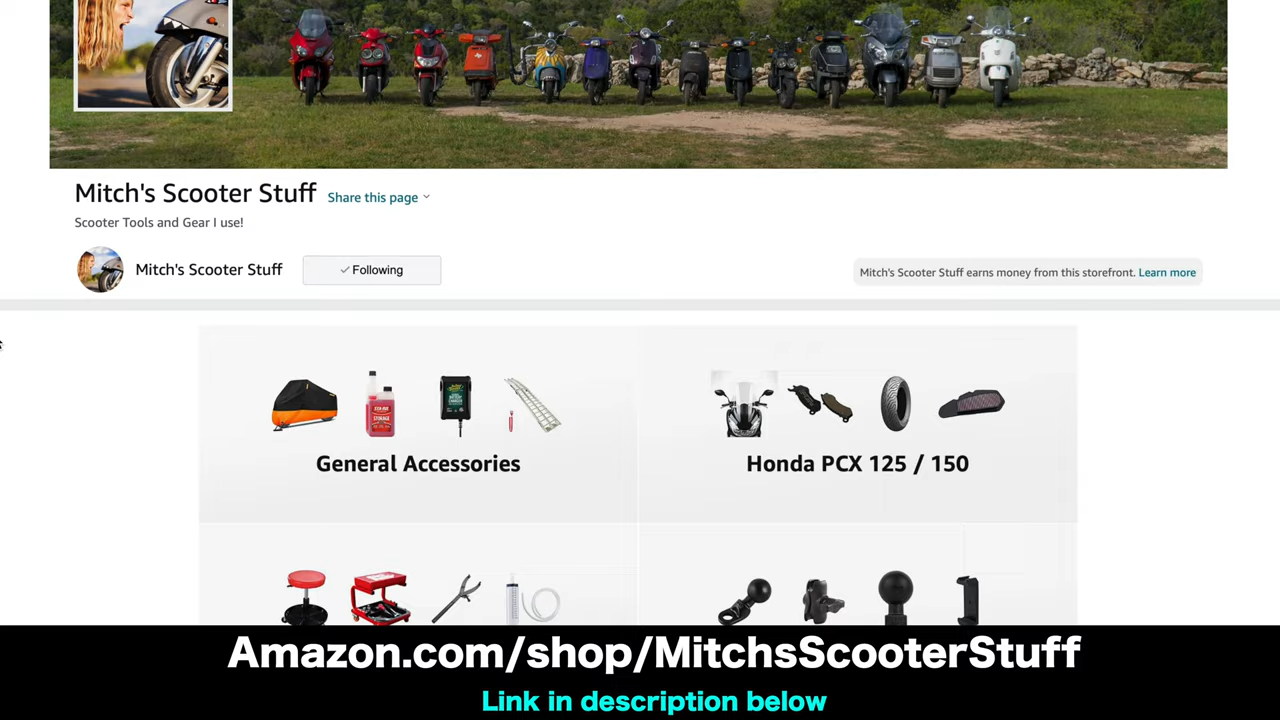 Mitch's Scooter Stuff Share this page
Scooter Tools and Gear I use!
Mitch's Scooter Stuff Following
Mitch's Scooter Stuff earns money from this storefront. Learn more
General Accessories
Honda PCX 125 / 150
Amazon.com/shop/MitchsScooterStuff
Link in description below